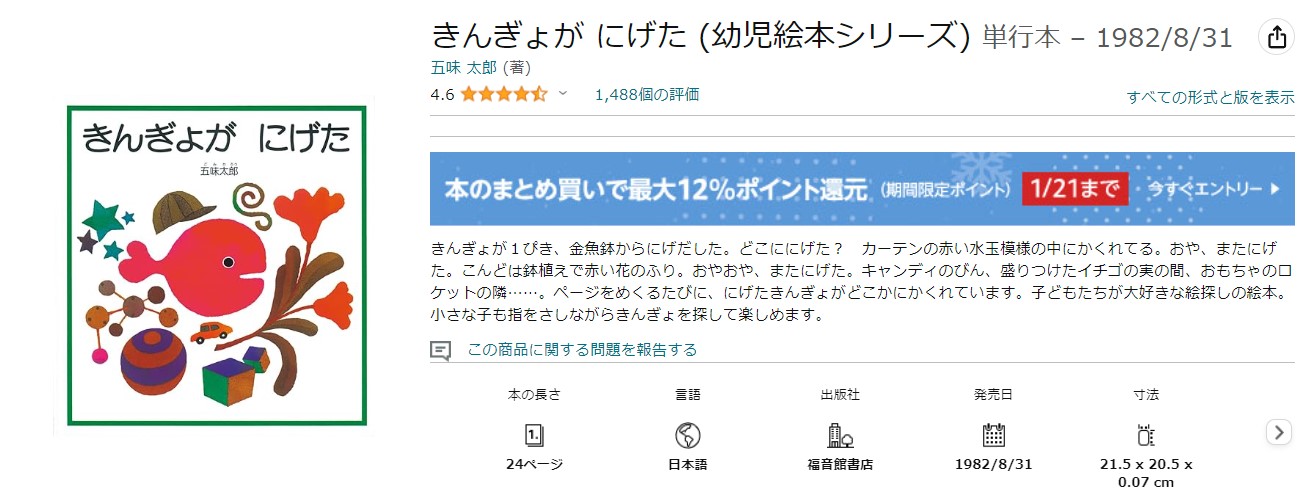 きんぎょが にげた (幼児絵本シリーズ) 単行本 – 1982/8/31
五味 太郎 (著)
4.6
1,488個の評価
すべての形式と版を表示
きんぎょが にげた
五味太郎
本のまとめ買いで最大12%ポイント還元 (期間限定ポイント) 1/21まで 今すぐエントリー
きんぎょが１ぴき、金魚鉢からにげだした。どこににげた？　カーテンの赤い水玉模様の中にかくれてる。おや、またにげ
た。こんどは鉢植えで赤い花のふり。おやおや、またにげた。キャンディのびん、盛りつけたイチゴの実の間、おもちゃのロ
ケットの隣……。ページをめくるたびに、にげたきんぎょがどこかにかくれています。子どもたちが大好きな絵探しの絵本。
小さな子も指をさしながらきんぎょを探して楽しめます。
この商品に関する問題を報告する
本の長さ
1.
24ページ
言語
日本語
出版社
福音館書店
発売日
1982/8/31
寸法
21.5 x 20.5 x
0.07 cm